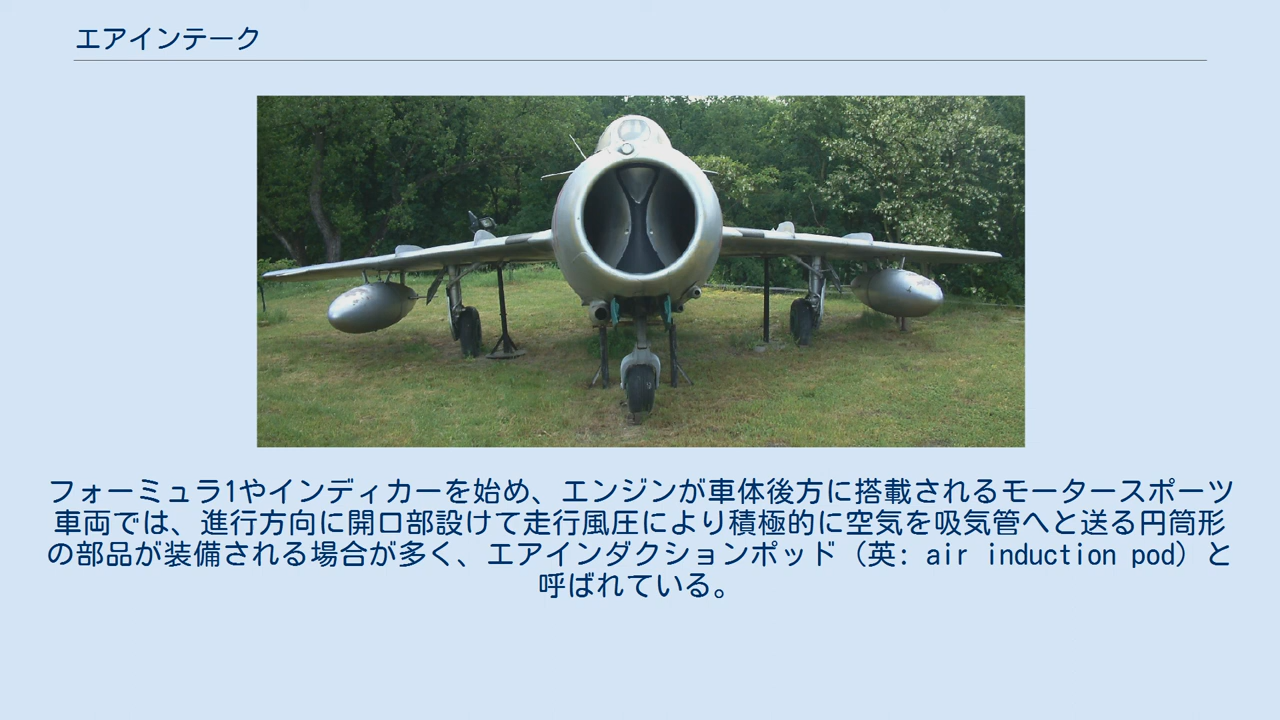 エアインテーク
フォーミュラ1やインディカーを始め、エンジンが車体後方に搭載されるモータースポーツ
車両では、進行方向に開口部設けて走行風圧により積極的に空気を吸気管へと送る円筒形
の部品が装備される場合が多く、エアインダクションポッド（英: air induction pod）と
呼ばれている。